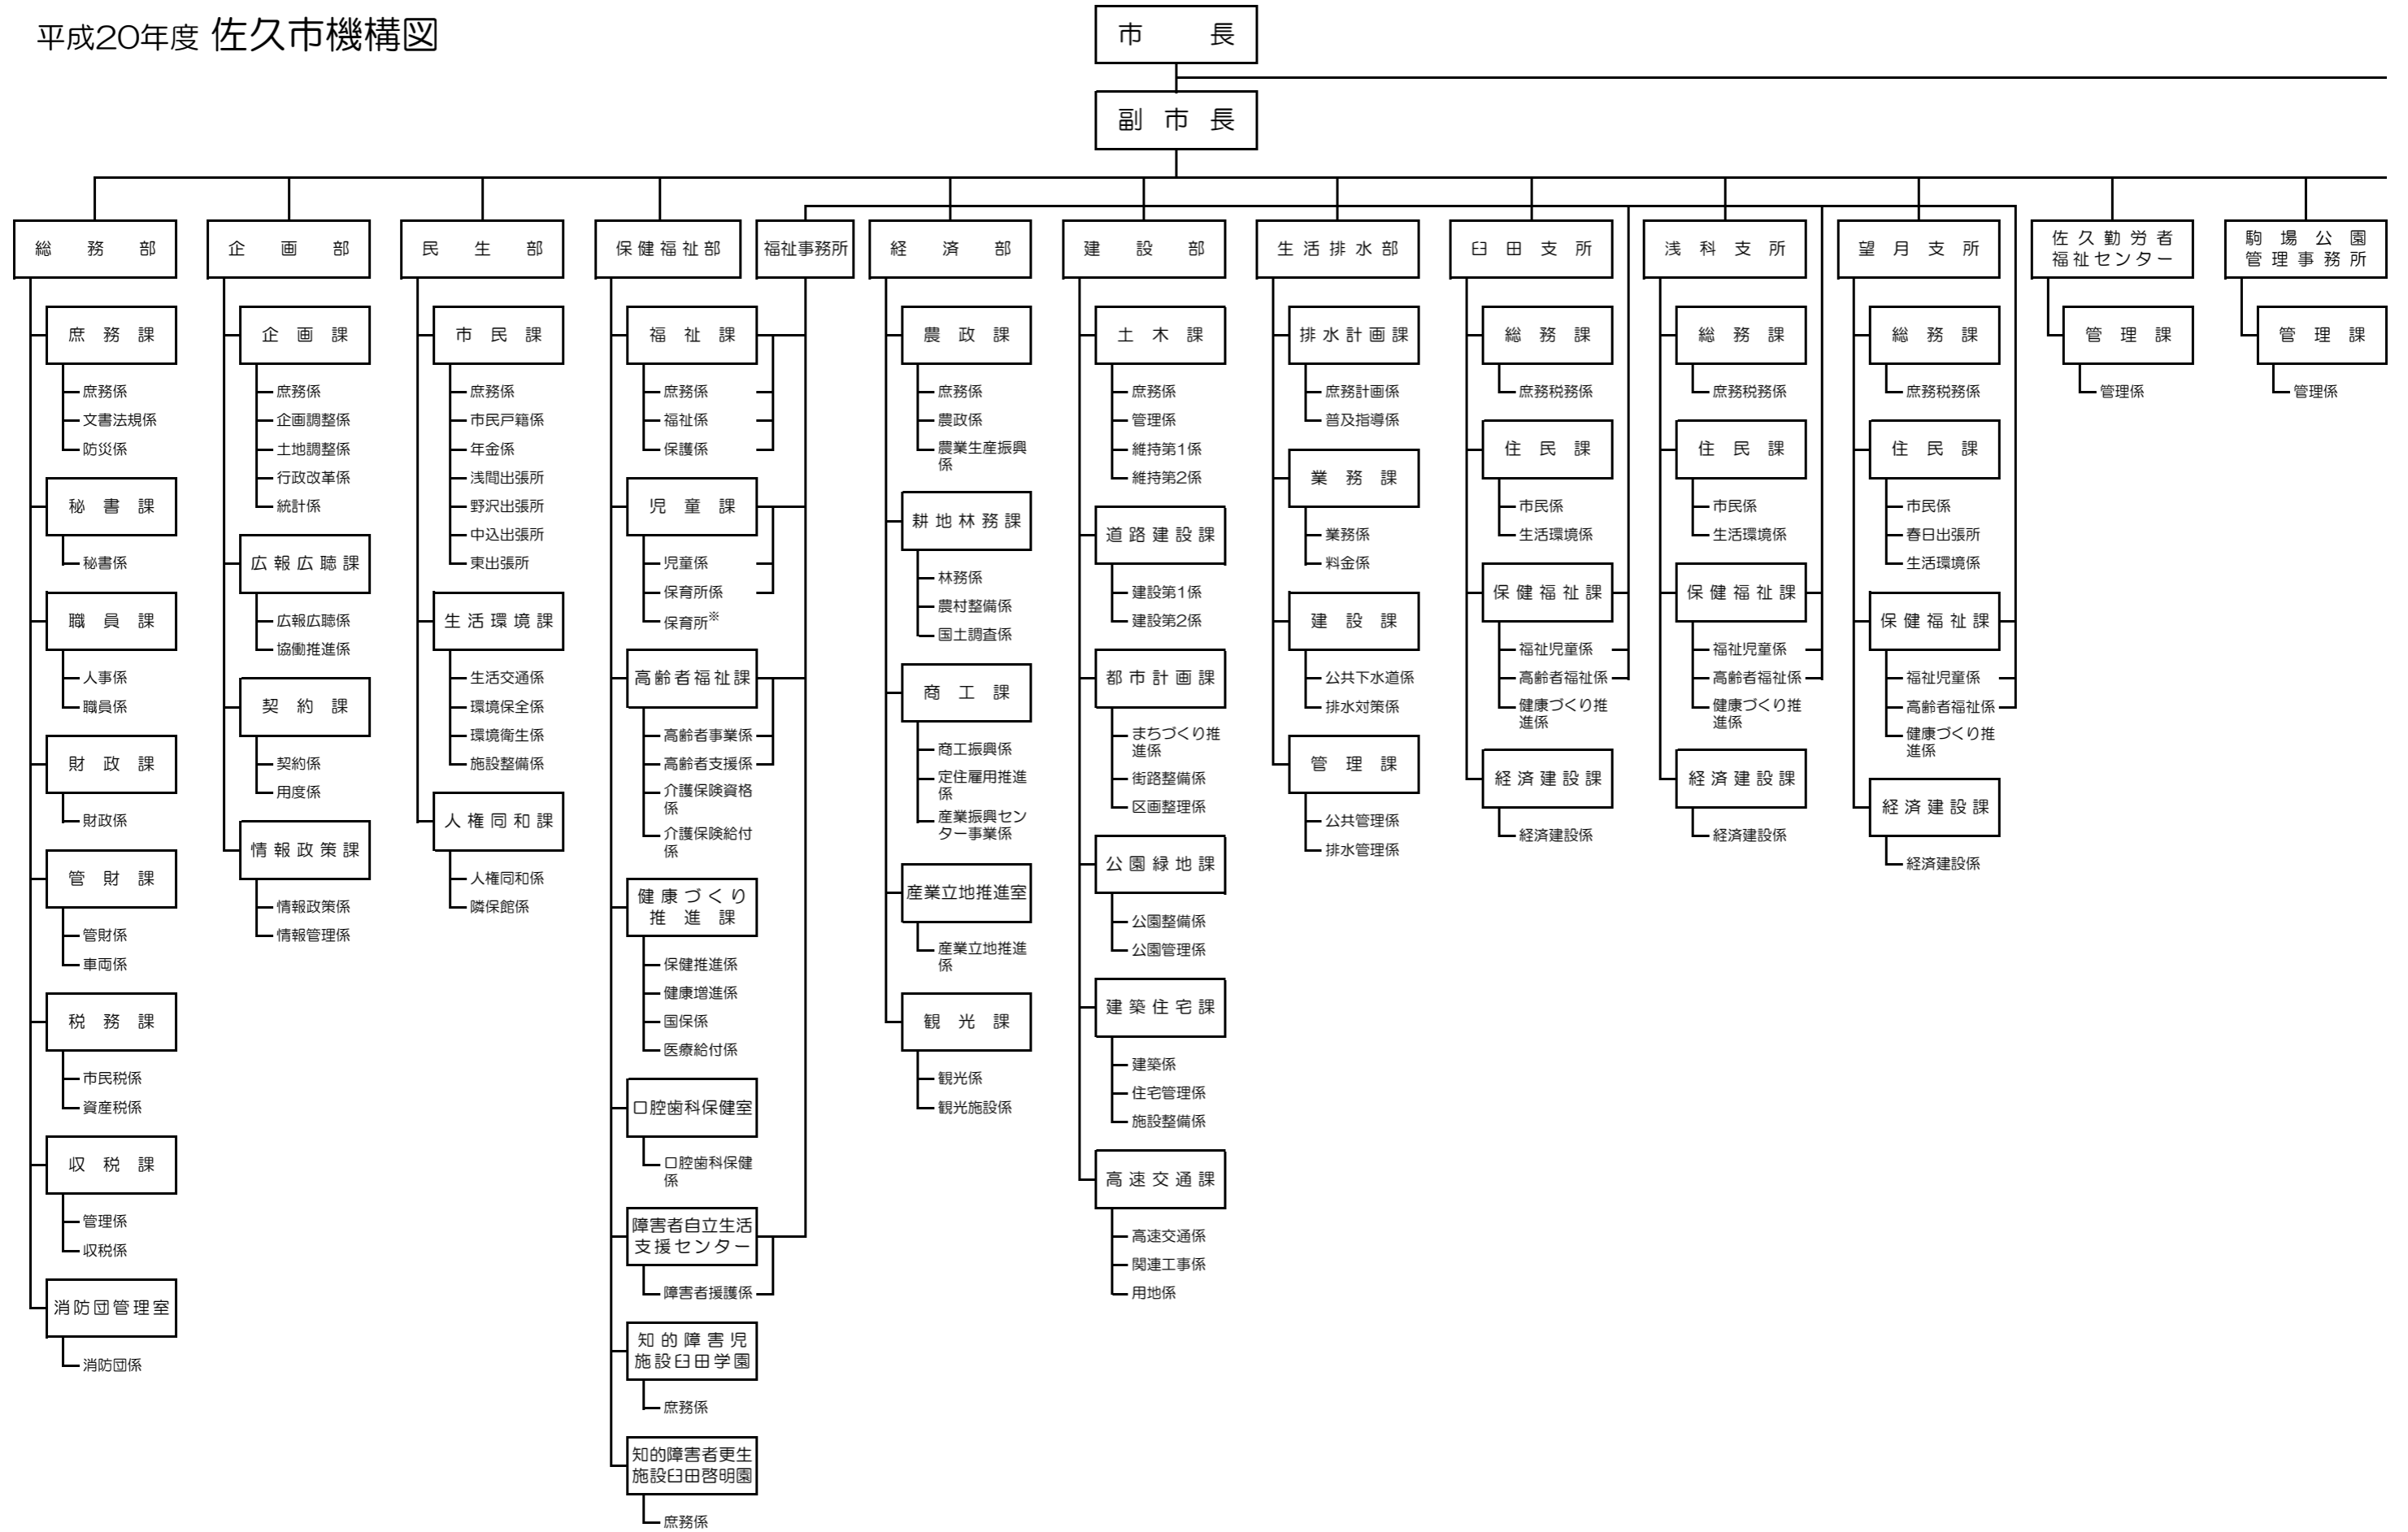 平成20年度 佐久市機構図
市長
副市長
総務部
庶務課
庶務係
文書法規係
防災係
秘書課
秘書係
職員課
人事係
職員係
財政課
財政係
管財課
管財係
車両係
税務課
市民税係
資産税係
収税課
管理係
収税係
消防団管理室
消防団係
企画部
企画課
庶務係
企画調整係
土地調整係
行政改革係
統計係
広報広聴課
広報広聴係
協働推進係
契約課
契約係
用度係
情報政策課
情報政策係
情報管理係
民生部
市民課
庶務係
市民戸籍係
年金係
浅間出張所
野沢出張所
中込出張所
東出張所
生活環境課
生活交通係
環境保全係
環境衛生係
施設整備係
人権同和課
人権同和係
隣保館係
保健福祉部
福祉課
庶務係
福祉係
保護係
児童課
児童係
保育所係
保育所※
高齢者福祉課
高齢者事業係
高齢者支援係
介護保険資格
係
介護保険給付
係
健康づくり
推進課
保健推進係
健康増進係
国保係
医療給付係
口腔歯科保健室
口腔歯科保健
係
障害者自立生活
支援センター
障害者援護係
知的障害児
施設臼田学園
庶務係
知的障害者更生
施設臼田啓明園
庶務係
福祉事務所
経済部
農政課
庶務係
農政係
農業生産振興
係
耕地林務課
林務係
農村整備係
国土調査係
商工課
商工振興係
定住雇用推進
係
産業振興セン
ター事業係
産業立地推進室
産業立地推進
係
観光課
観光係
観光施設係
建設部
土木課
庶務係
管理係
維持第1係
維持第2係
道路建設課
建設第1係
建設第2係
都市計画課
まちづくり推
進係
街路整備係
区画整理係
公園緑地課
公園整備係
公園管理係
建築住宅課
建築係
住宅管理係
施設整備係
高速交通課
高速交通係
関連工事係
用地係
生活排水部
排水計画課
庶務計画係
普及指導係
業務課
業務係
料金係
建設課
公共下水道係
排水対策係
管理課
公共管理係
排水管理係
臼田支所
総務課
庶務税務係
住民課
市民係
生活環境係
保健福祉課
福祉児童係
高齢者福祉係
健康づくり推
進係
経済建設課
経済建設係
浅科支所
総務課
庶務税務係
住民課
市民係
生活環境係
保健福祉課
福祉児童係
高齢者福祉係
健康づくり推
進係
経済建設課
経済建設係
望月支所
総務課
庶務税務係
住民課
市民係
春日出張所
生活環境係
保健福祉課
福祉児童係
高齢者福祉係
健康づくり推
進係
経済建設課
経済建設係
佐久勤労者
福祉センター
管理課
管理係
駒場公園
管理事務所
管理課
管理係